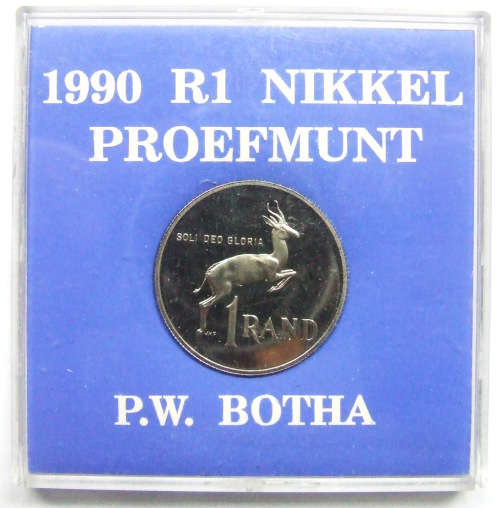 1990 R1 NIKKEL
PROEFMUNT
SOLI DEO GLORIA
1 RAND
P.W. BOTHA